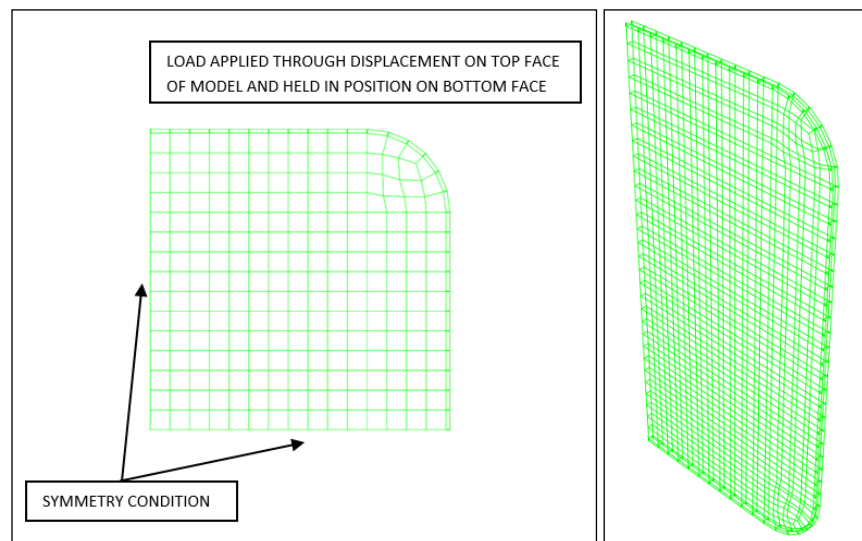 LOAD APPLIED THROUGH DISPLACEMENT ON TOP FACE
OF MODEL AND HELD IN POSITION ON BOTTOM FACE
SYMMETRY CONDITION